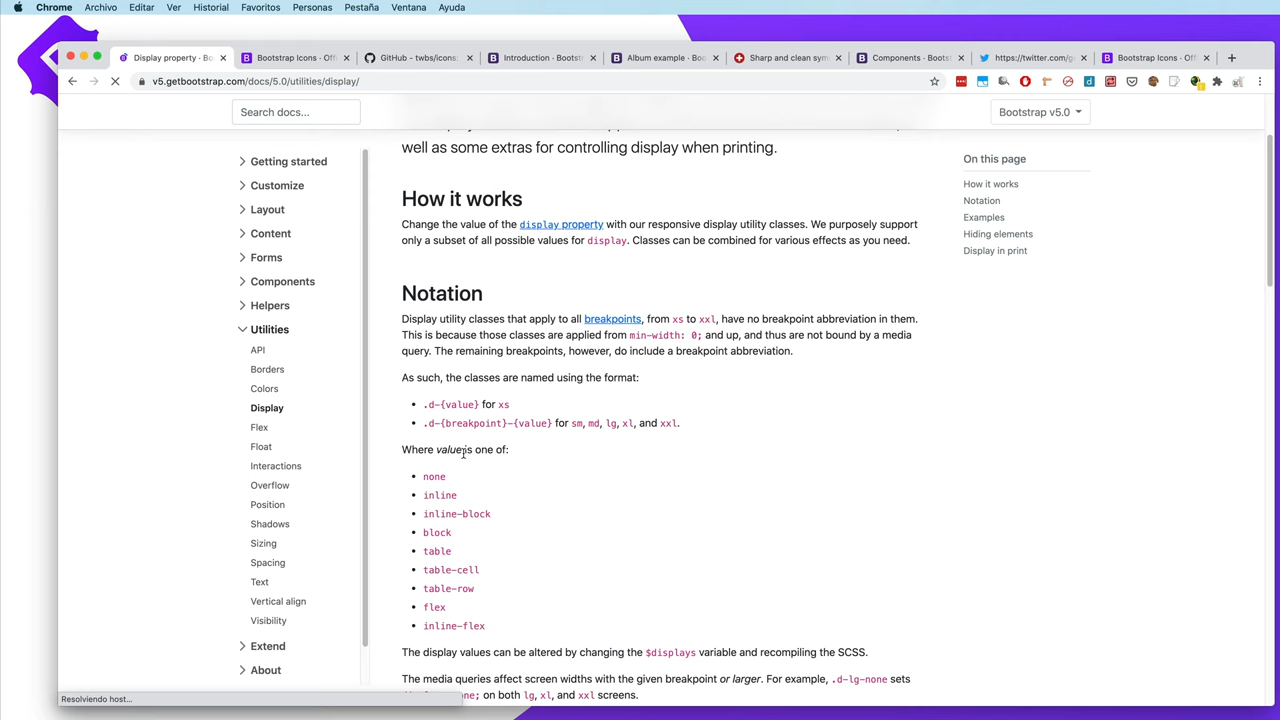 Chrome Archivo Editar Ver Historial Favoritos Personas Pestaña Ventana Ayuda
Display property · Bo Bootstrap Icons · Offi GitHub - twbs/icons: Introduction · Bootst Album example · Boo Sharp and clean sym Components · Bootst https://twitter.com/g Bootstrap Icons · Offi
v5.getbootstrap.com/docs/5.0/utilities/display/
Search docs...
Bootstrap v5.0
Getting started
Customize
Layout
Content
Forms
Components
Helpers
Utilities
API
Borders
Colors
Display
Flex
Float
Interactions
Overflow
Position
Shadows
Sizing
Spacing
Text
Vertical align
Visibility
Extend
About
well as some extras for controlling display when printing.
How it works
Change the value of the display property with our responsive display utility classes. We purposely support
only a subset of all possible values for display. Classes can be combined for various effects as you need.
Notation
Display utility classes that apply to all breakpoints, from xs to xxl, have no breakpoint abbreviation in them.
This is because those classes are applied from min-width: 0; and up, and thus are not bound by a media
query. The remaining breakpoints, however, do include a breakpoint abbreviation.
As such, the classes are named using the format:
• .d-{value} for xs
• .d-{breakpoint}-{value} for sm, md, lg, xl, and xxl.
Where value is one of:
• none
• inline
• inline-block
• block
• table
• table-cell
• table-row
• flex
• inline-flex
The display values can be altered by changing the $displays variable and recompiling the SCSS.
The media queries affect screen widths with the given breakpoint or larger. For example, .d-lg-none sets
on both lg, xl, and xxl screens.
On this page
How it works
Notation
Examples
Hiding elements
Display in print
Resolviendo host...